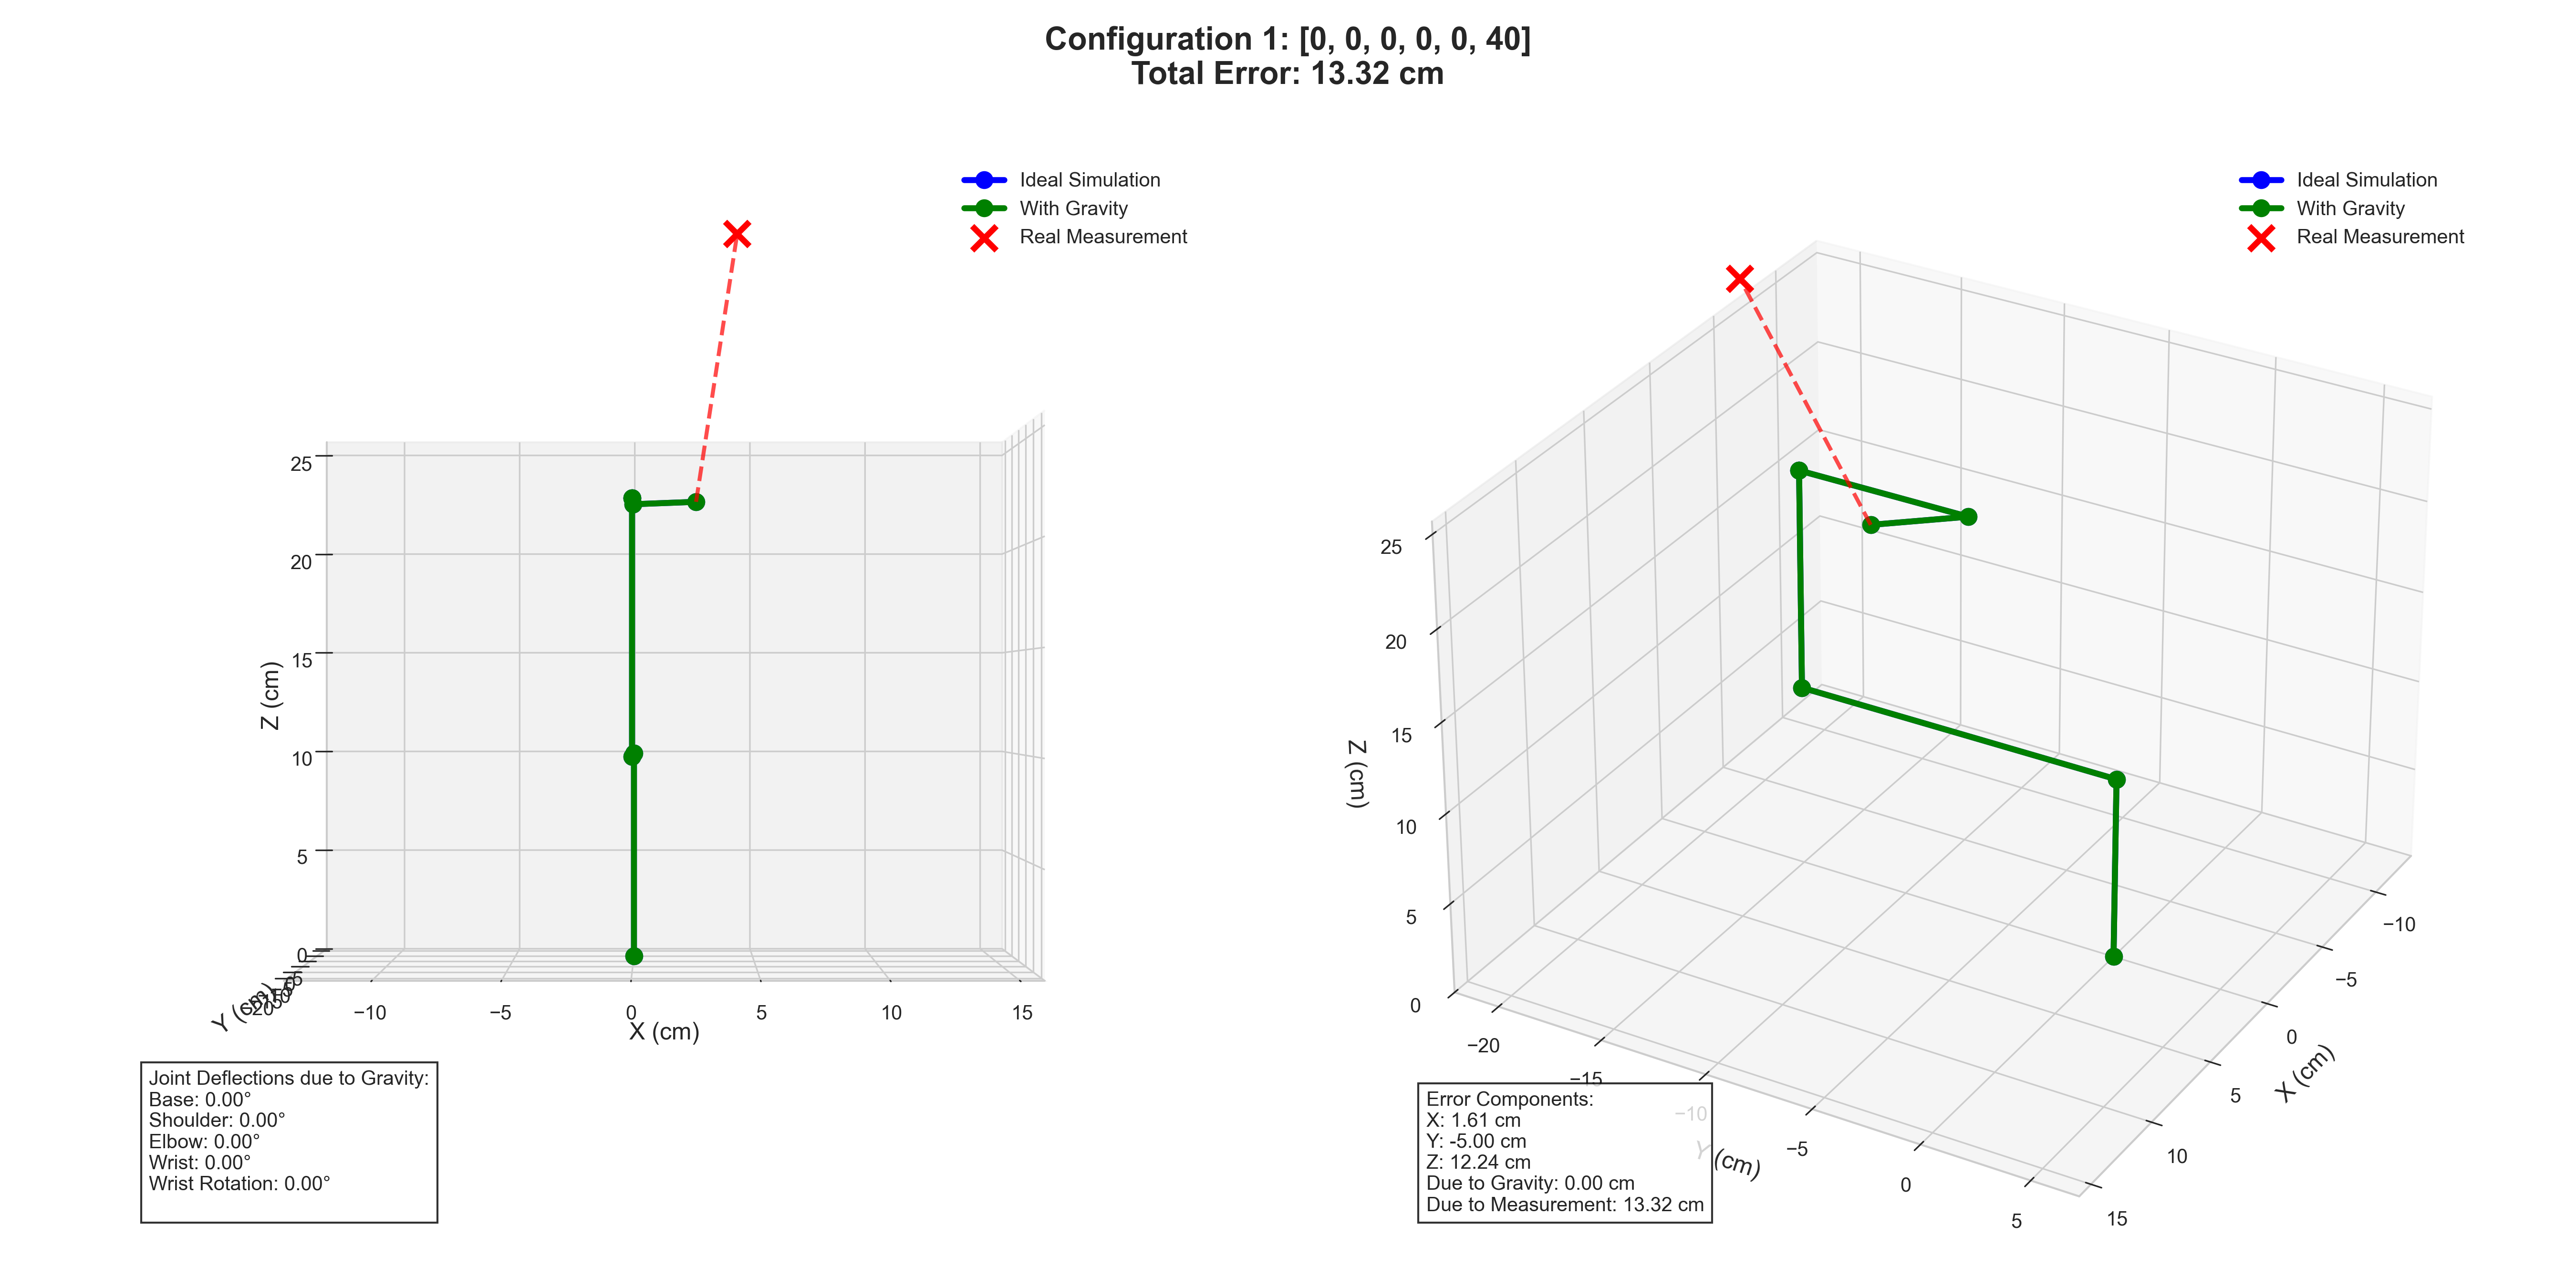 Configuration 1: [0, 0, 0, 0, 0, 40]
Total Error: 13.32 cm
Ideal Simulation
With Gravity
Real Measurement
25
20
15
10
5
0
Z (cm)
Y (cm)
−20
−10
−5
0
5
10
15
X (cm)
Joint Deflections due to Gravity:
Base: 0.00°
Shoulder: 0.00°
Elbow: 0.00°
Wrist: 0.00°
Wrist Rotation: 0.00°
Ideal Simulation
With Gravity
Real Measurement
25
20
15
10
5
0
Z (cm)
−20
−15
−10
−5
0
5
Y (cm)
−10
−5
0
5
10
15
X (cm)
Error Components:
X: 1.61 cm
Y: -5.00 cm
Z: 12.24 cm
Due to Gravity: 0.00 cm
Due to Measurement: 13.32 cm